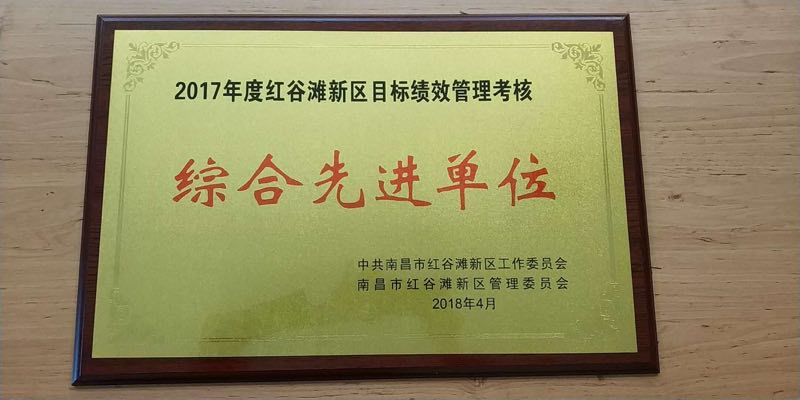 2017年度红谷滩新区目标绩效管理考核
综合先进单位
中共南昌市红谷滩新区工作委员会
南昌市红谷滩新区管理委员会
2018年4月